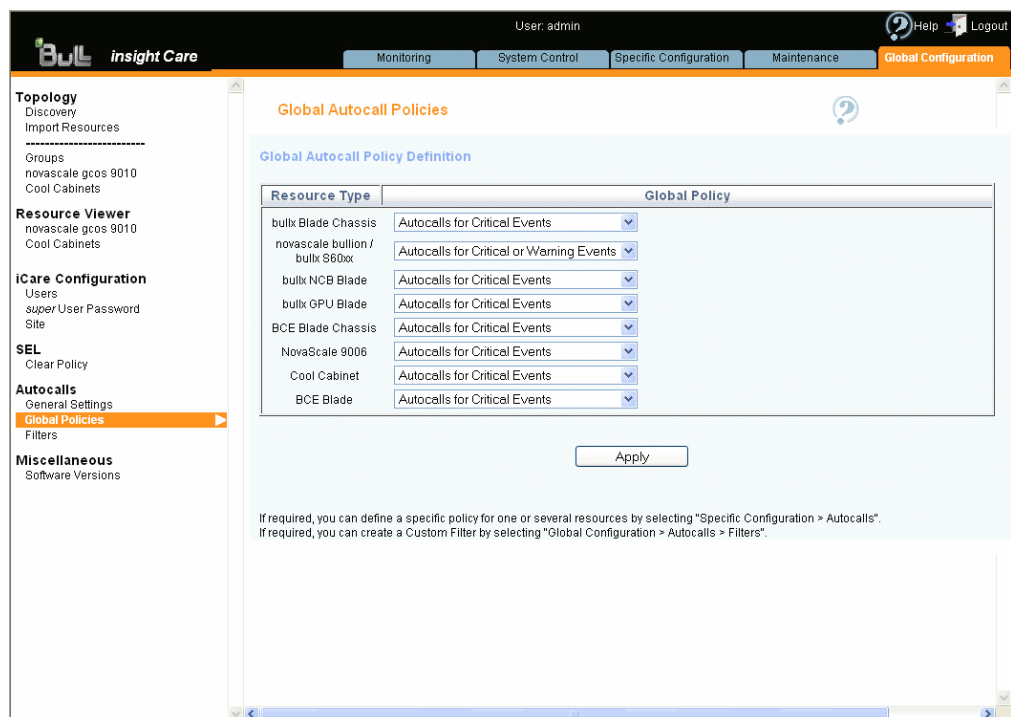 User: admin
Help
Logout
Bull
insight Care
Monitoring
System Control
Specific Configuration
Maintenance
Global Configuration
Topology
Discovery
Import Resources
-------------------------
Groups
novascale gcos 9010
Cool Cabinets
Resource Viewer
novascale gcos 9010
Cool Cabinets
iCare Configuration
Users
super User Password
Site
SEL
Clear Policy
Autocalls
General Settings
Global Policies
Filters
Miscellaneous
Software Versions
Global Autocall Policies
Global Autocall Policy Definition
Resource Type
Global Policy
bullx Blade Chassis
Autocalls for Critical Events
novascale bullion /
bullx S60xx
Autocalls for Critical or Warning Events
bullx NCB Blade
Autocalls for Critical Events
bullx GPU Blade
Autocalls for Critical Events
BCE Blade Chassis
Autocalls for Critical Events
NovaScale 9006
Autocalls for Critical Events
Cool Cabinet
Autocalls for Critical Events
BCE Blade
Autocalls for Critical Events
Apply
If required, you can define a specific policy for one or several resources by selecting "Specific Configuration > Autocalls".
If required, you can create a Custom Filter by selecting "Global Configuration > Autocalls > Filters".